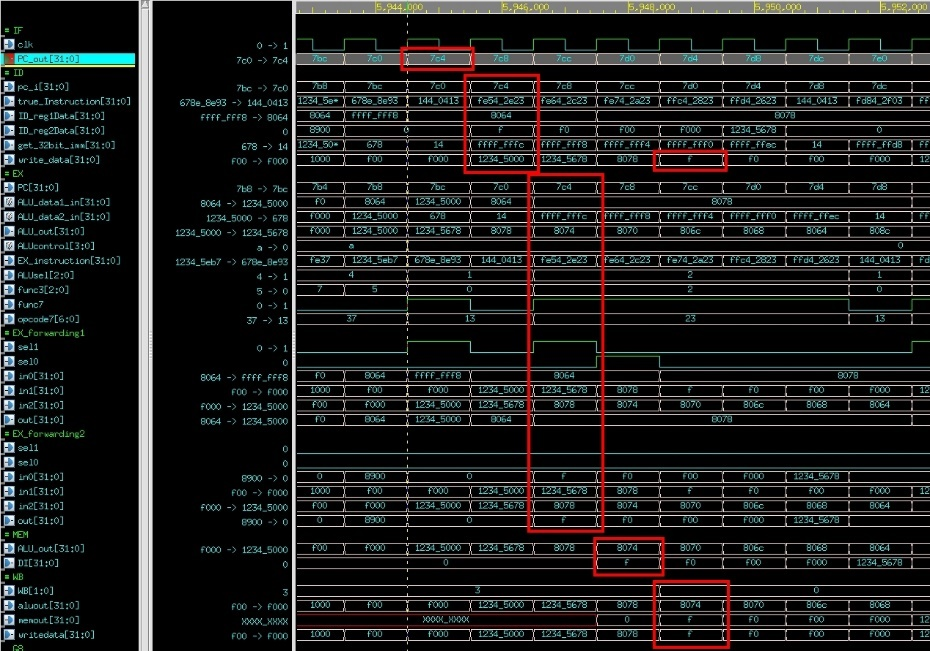 5,944,000 5,946,000 5,948,000 5,950,000 5,952,000
= IF
clk 0 -> 1
PC_out[31:0] 7c0 -> 7c4 7bc 7c0 7c4 7c8 7cc 7d0 7d4 7d8 7dc 7e0
= ID
pc_i[31:0] 7bc -> 7c0 7b8 7bc 7c0 7c4 7c8 7cc 7d0 7d4 7d8 7dc
true_Instruction[31:0] 678e_8e93 -> 144_0413 1234_5e* 678e_8e93 144_0413 fe54_2e23 fe64_2c23 fe74_2a23 ffc4_2823 ffd4_2623 144_0413 fd84_2f03
ID_reg1Data[31:0] ffff_fff8 -> 8064 8064 ffff_fff8 8064 8078
ID_reg2Data[31:0] 0 8900 0 f f0 f00 f000 1234_5678 0
get_32bit_imm[31:0] 678 -> 14 1234_50* 678 14 ffff_fffc ffff_fff8 ffff_fff4 ffff_fff0 ffff_ffec 14 ffff_ffd8
write_data[31:0] f00 -> f00 1000 f00 f000 1234_5000 1234_5678 8078 f f0 f00 f000 12
= EX
PC[31:0] 7b8 -> 7bc 7b4 7b8 7bc 7c0 7c4 7c8 7cc 7d0 7d4 7d8
ALU_data1_in[31:0] 8064 -> 1234_5000 f0 8064 1234_5000 8064 8078
ALU_data2_in[31:0] 1234_5000 -> 678 f000 1234_5000 678 14 ffff_fffc ffff_fff8 ffff_fff4 ffff_fff0 ffff_ffec 14
ALU_out[31:0] 1234_5000 -> 1234_5678 f000 1234_5000 1234_5678 8078 8074 8070 806c 8068 8064 808c
ALUcontrol[3:0] a -> 0 a 0
EX_instruction[31:0] 1234_5eb7 -> 678e_8e93 fe37 1234_5eb7 678e_8e93 144_0413 fe54_2e23 fe64_2c23 fe74_2a23 ffc4_2823 ffd4_2623 144_0413
ALUsel[2:0] 4 -> 1 4 1 2 1
func3[2:0] 5 -> 0 7 5 0 2 0
func7 0 -> 1
opcode7[6:0] 37 -> 13 37 13 23 13
= EX_forwarding1
sel1 0 -> 1
sel0 0
in0[31:0] 8064 -> ffff_fff8 f0 8064 ffff_fff8 8064 8078
in1[31:0] f00 -> f000 1000 f00 f000 1234_5000 1234_5678 8078 f f0 f00 f000 12
in2[31:0] f000 -> 1234_5000 f00 f000 1234_5000 1234_5678 8078 8074 8070 806c 8068 8064
out[31:0] 8064 -> 1234_5000 f0 8064 1234_5000 8064 8078
= EX_forwarding2
sel1 0
sel0 0
in0[31:0] 8900 -> 0 0 8900 0 f f0 f00 f000 1234_5678
in1[31:0] f00 -> f000 1000 f00 f000 1234_5000 1234_5678 8078 f f0 f00 f000 12
in2[31:0] f000 -> 1234_5000 f00 f000 1234_5000 1234_5678 8078 8074 8070 806c 8068 8064
out[31:0] 8900 -> 0 0 8900 0 f f0 f00 f000 1234_5678
= MEM
ALU_out[31:0] f000 -> 1234_5000 f00 f000 1234_5000 1234_5678 8078 8074 8070 806c 8068 8064
DI[31:0] 0 0 f f0 f00 f000 1234_5678
= WB
WB[1:0] 3 3 0
aluout[31:0] f00 -> f000 1000 f00 f000 1234_5000 1234_5678 8078 8074 8070 806c 8068
memout[31:0] XXXX_XXXX XXXX_XXXX 0 f f0 f00 f000 12
writedata[31:0] f00 -> f000 1000 f00 f000 1234_5000 1234_5678 8078 f f0 f00 f000 12